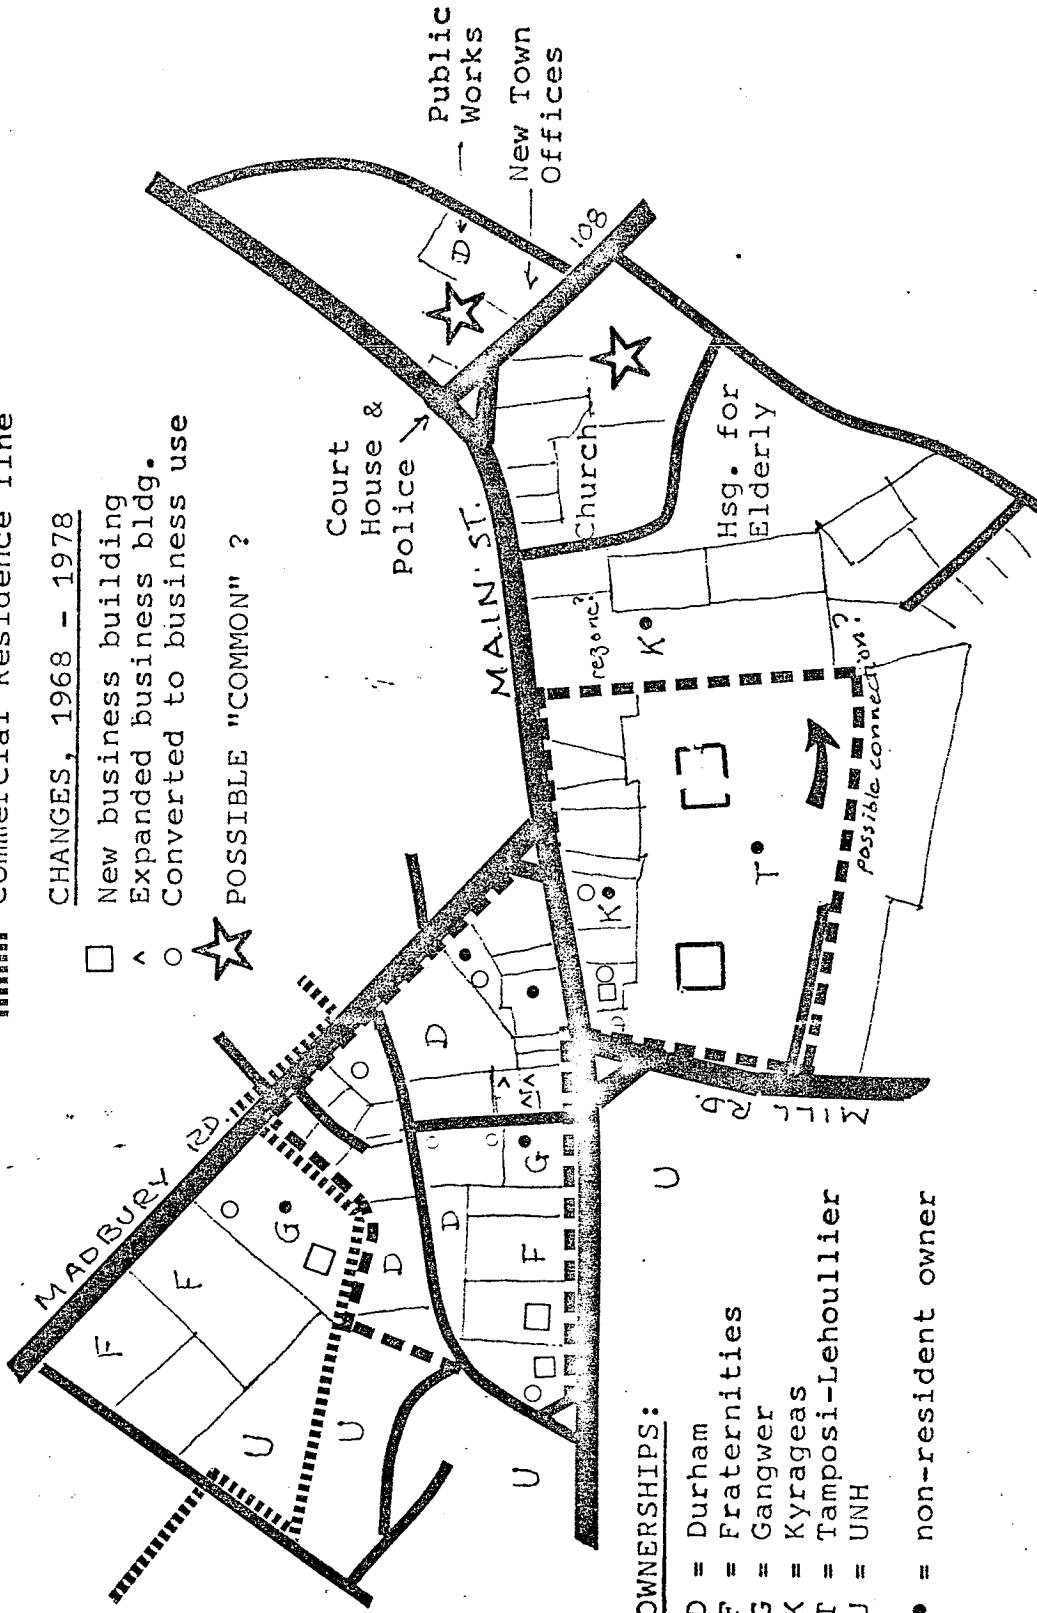 Commercial Residence line
CHANGES, 1968 - 1978
□ New business building
^ Expanded business bldg.
○ Converted to business use
☆ POSSIBLE "COMMON" ?
Public
Works
New Town
Offices
Court
House &
Police
108
D
MAIN ST.
Church
Hsg. for
Elderly
rezone?
K
possible connection?
T
K
D
MILL
RD.
MADBURY RD.
F
F
G
D
D
D
G
F
U
U
U
U
OWNERSHIPS:
D = Durham
F = Fraternities
G = Gangwer
K = Kyrageas
T = Tamposi-Lehoullier
U = UNH
● = non-resident owner